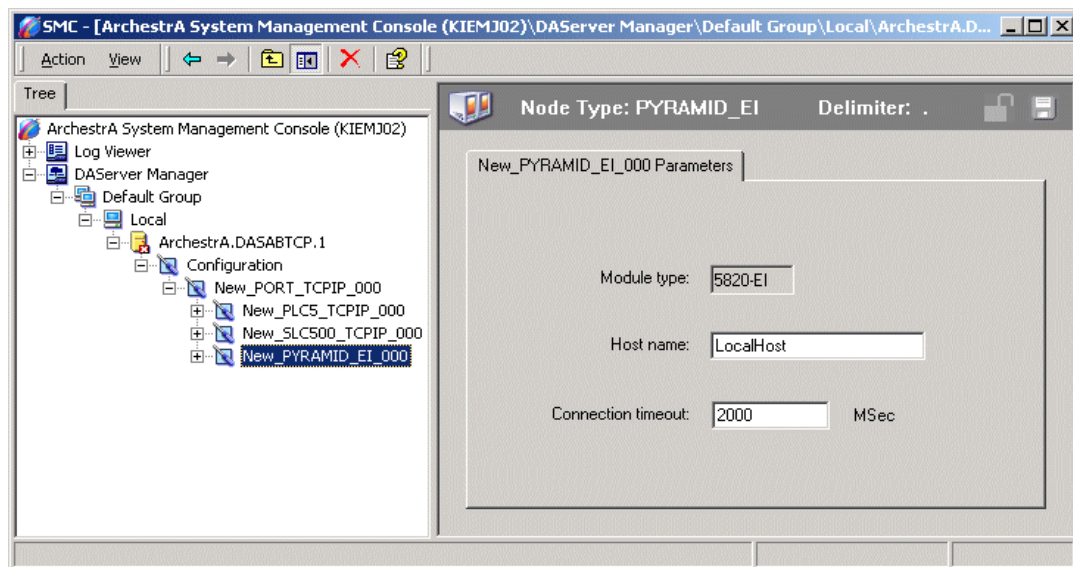 SMC - [ArchestrA System Management Console (KIEMJ02)\DAServer Manager\Default Group\Local\ArchestrA.D...
Action View
Tree
ArchestrA System Management Console (KIEMJ02)
Log Viewer
DAServer Manager
Default Group
Local
ArchestrA.DASABTCP.1
Configuration
New_PORT_TCPIP_000
New_PLC5_TCPIP_000
New_SLC500_TCPIP_000
New_PYRAMID_EI_000
Node Type: PYRAMID_EI Delimiter: .
New_PYRAMID_EI_000 Parameters
Module type: 5820-EI
Host name: LocalHost
Connection timeout: 2000 MSec